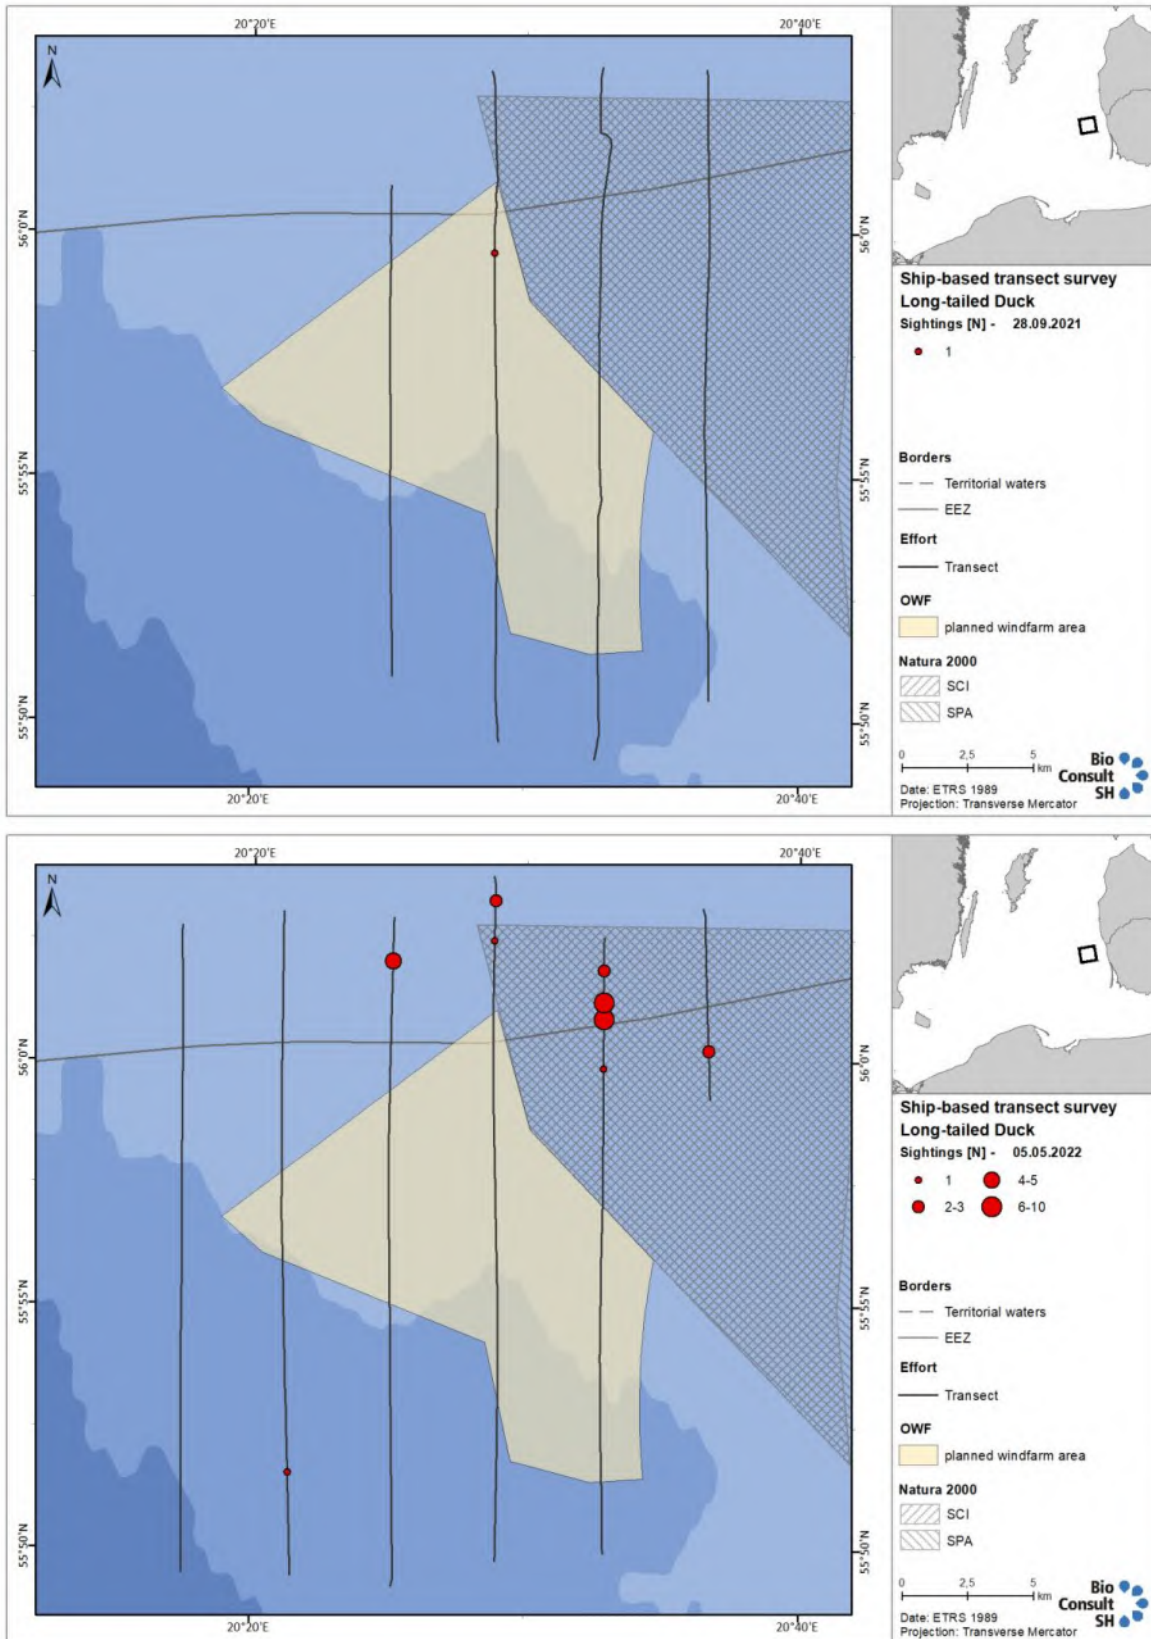 20°20'E
20°40'E
N
56°0'N
56°0'N
55°55'N
55°55'N
55°50'N
55°50'N
20°20'E
20°40'E
Ship-based transect survey
Long-tailed Duck
Sightings [N] - 28.09.2021
1
Borders
Territorial waters
EEZ
Effort
Transect
OWF
planned windfarm area
Natura 2000
SCI
SPA
0 2,5 5
km
Date: ETRS 1989
Projection: Transverse Mercator
Bio
Consult
SH
20°20'E
20°40'E
N
56°0'N
56°0'N
55°55'N
55°55'N
55°50'N
55°50'N
20°20'E
20°40'E
Ship-based transect survey
Long-tailed Duck
Sightings [N] - 05.05.2022
1 4-5
2-3 6-10
Borders
Territorial waters
EEZ
Effort
Transect
OWF
planned windfarm area
Natura 2000
SCI
SPA
0 2,5 5
km
Date: ETRS 1989
Projection: Transverse Mercator
Bio
Consult
SH